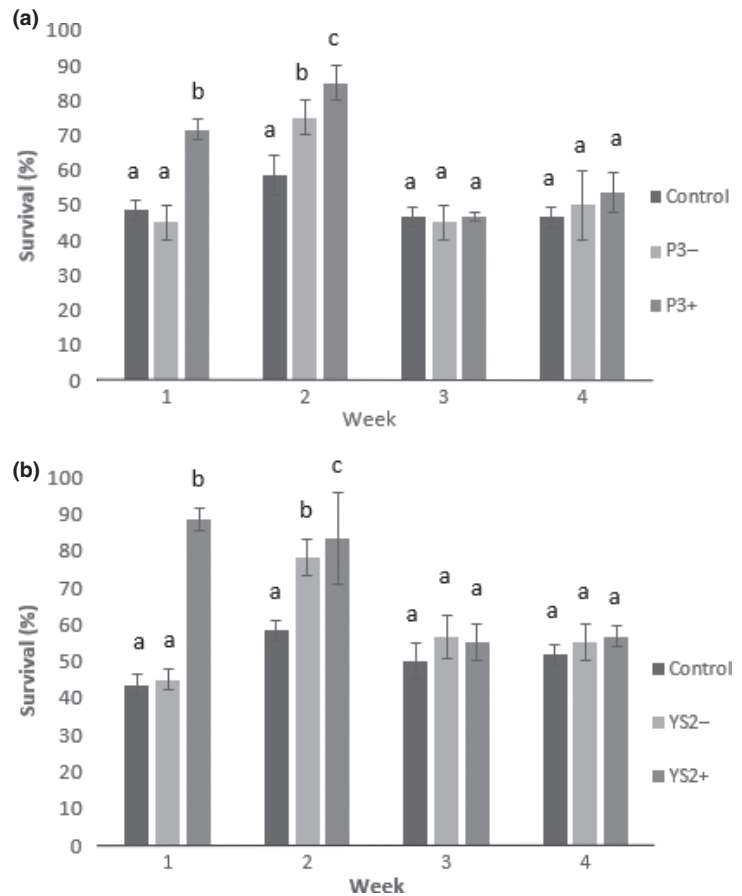 (a)
100
90
80
70
60
50
40
30
20
10
0
Survival (%)
a a b
a b c
a a a
a a a
1 2 3 4
Week
Control
P3–
P3+
(b)
100
90
80
70
60
50
40
30
20
10
0
Survival (%)
a a b
a b c
a a a
a a a
1 2 3 4
Week
Control
YS2–
YS2+